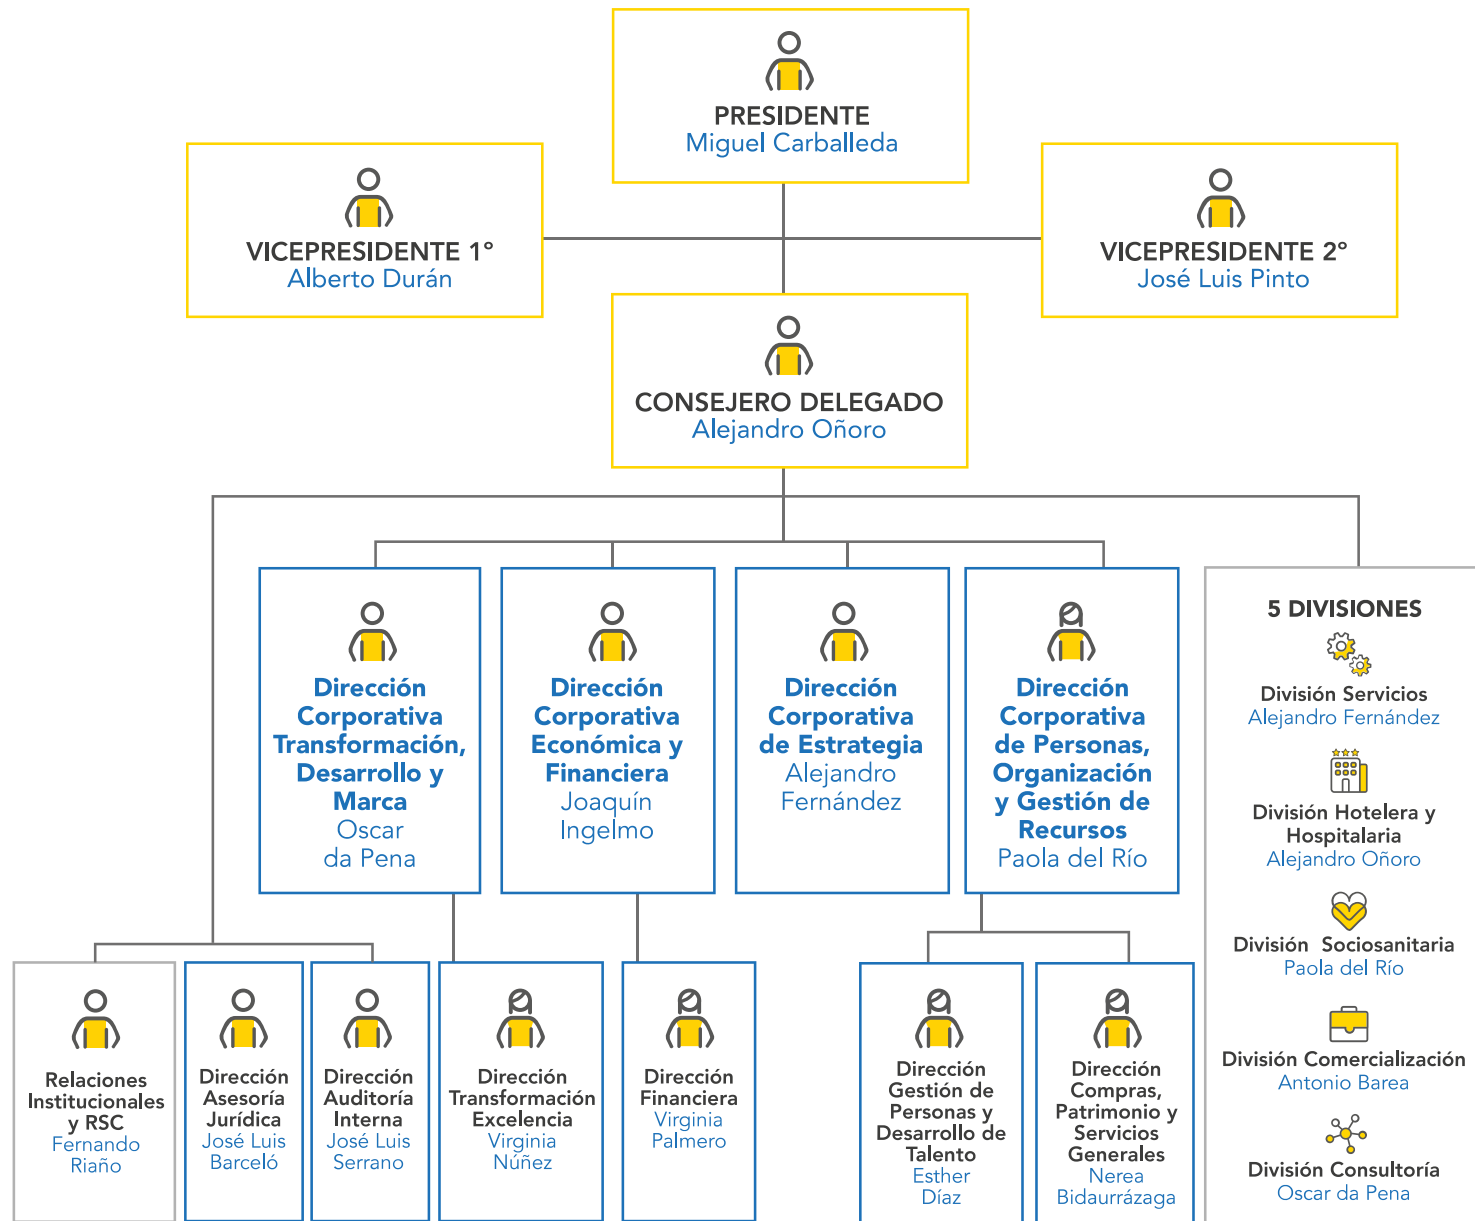 PRESIDENTE
Miguel Carballeda
VICEPRESIDENTE 1º
Alberto Durán
VICEPRESIDENTE 2º
José Luis Pinto
CONSEJERO DELEGADO
Alejandro Oñoro
Dirección
Corporativa
Transformación,
Desarrollo y
Marca
Oscar
da Pena
Dirección
Corporativa
Económica y
Financiera
Joaquín
Ingelmo
Dirección
Corporativa
de Estrategia
Alejandro
Fernández
Dirección
Corporativa
de Personas,
Organización
y Gestión de
Recursos
Paola del Río
5 DIVISIONES
División Servicios
Alejandro Fernández
División Hotelera y
Hospitalaria
Alejandro Oñoro
División Sociosanitaria
Paola del Río
División Comercialización
Antonio Barea
División Consultoría
Oscar da Pena
Relaciones
Institucionales
y RSC
Fernando
Riaño
Dirección
Asesoría
Jurídica
José Luis
Barceló
Dirección
Auditoría
Interna
José Luis
Serrano
Dirección
Transformación
Excelencia
Virginia
Núñez
Dirección
Financiera
Virginia
Palmero
Dirección
Gestión de
Personas y
Desarrollo de
Talento
Esther
Díaz
Dirección
Compras,
Patrimonio y
Servicios
Generales
Nerea
Bidaurrázaga